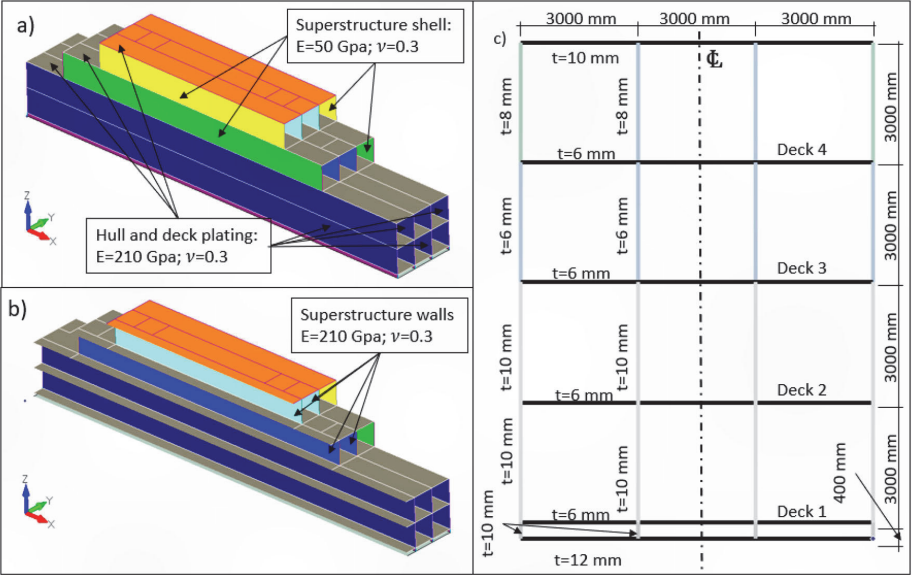 a)
Superstructure shell:
E=50 Gpa; ν=0.3
Z
Y
X
Hull and deck plating:
E=210 Gpa; ν=0.3
b)
Superstructure walls
E=210 Gpa; ν=0.3
Z
Y
X
c)
3000 mm
3000 mm
3000 mm
℄
t=10 mm
t=8 mm
t=8 mm
3000 mm
t=6 mm
Deck 4
t=6 mm
t=6 mm
3000 mm
t=6 mm
Deck 3
t=10 mm
t=10 mm
3000 mm
t=6 mm
Deck 2
t=10 mm
t=10 mm
3000 mm
400 mm
t=6 mm
Deck 1
t=10 mm
t=12 mm